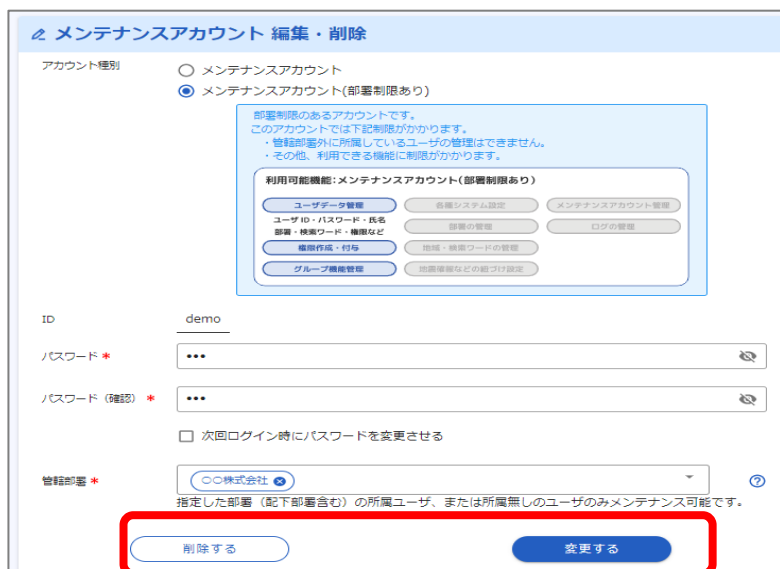 メンテナンスアカウント 編集・削除
アカウント種別
メンテナンスアカウント
メンテナンスアカウント(部署制限あり)
部署制限のあるアカウントです。
このアカウントでは下記制限がかかります。
・管轄部署外に所属しているユーザの管理はできません。
・その他、利用できる機能に制限がかかります。
利用可能機能:メンテナンスアカウント(部署制限あり)
ユーザデータ管理 各種システム設定 メンテナンスアカウント管理
ユーザID・パスワード・氏名
部署・検索ワード・権限など
部署の管理 ログの管理
権限作成・付与 地域・検索ワードの管理
グループ機能管理 地震複器などの紐づけ設定
ID demo
パスワード * •••
パスワード（確認） * •••
次回ログイン時にパスワードを変更させる
管轄部署 * 〇〇株式会社
指定した部署（配下部署含む）の所属ユーザ、または所属無しのユーザのみメンテナンス可能です。
削除する 変更する